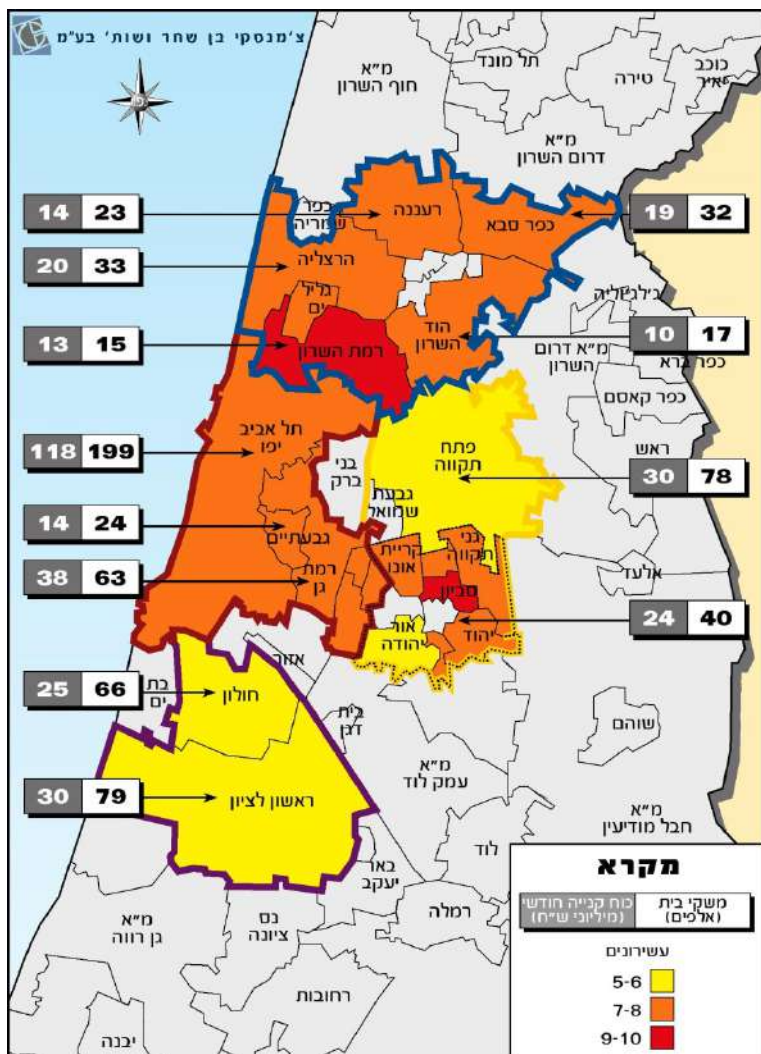 צ'מנסקי בן שחר ושות' בע"מ
תל מונד
כוכב
יאיר
טירה
מ"א
חוף השרון
מ"א
דרום השרון
כפר
שמריה
רעננה
כפר סבא
14 23
19 32
הרצליה
20 33
גליל
ים
הוד
השרון
ג'לג'וליה
10 17
רמת השרון
13 15
מ"א דרום
השרון
כפר ברא
כפר קאסם
תל אביב
יפו
118 199
בני
ברק
פתח
תקווה
ראש
30 78
גבעת
שמואל
גבעתיים
14 24
קריית
אונו
גני
תקווה
רמת
גן
38 63
סביון
אלעד
אור
יהודה
יהוד
24 40
אזור
בת
ים
חולון
25 66
בית
דגן
שוהם
מ"א
עמק לוד
ראשון לציון
30 79
מ"א
חבל מודיעין
באר
יעקב
לוד
רמלה
מ"א
גן רווה
נס
ציונה
רחובות
יבנה
מקרא
כוח קנייה חודשי
(מיליוני ש"ח)
משקי בית
(אלפים)
עשירונים
5-6
7-8
9-10